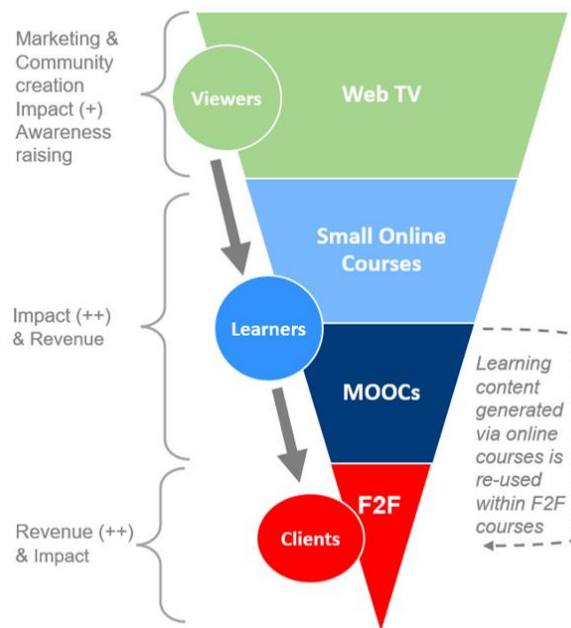 Marketing &
Community
creation
Impact (+)
Awareness
raising
Viewers
Web TV
Small Online
Courses
Impact (++)
& Revenue
Learners
MOOCs
Learning
content
generated
via online
courses is
re-used
within F2F
courses
F2F
Revenue (++)
& Impact
Clients